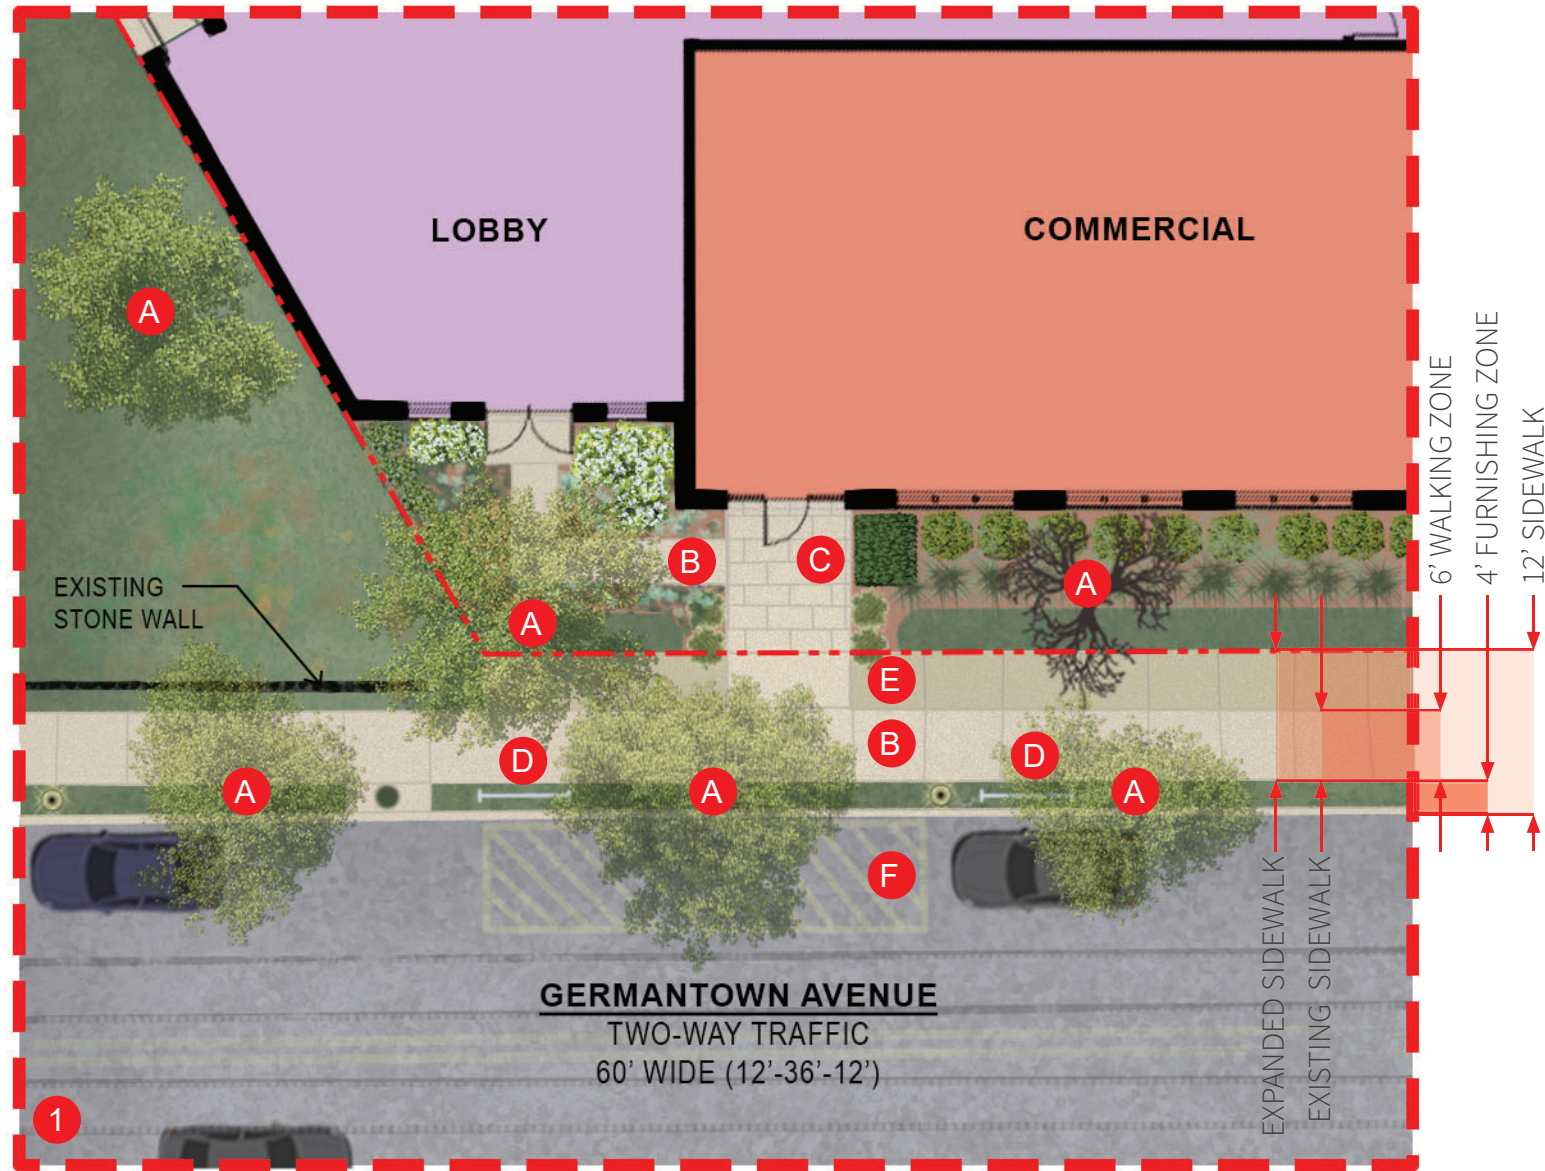 LOBBY
COMMERCIAL
A
6' WALKING ZONE
4' FURNISHING ZONE
12' SIDEWALK
EXISTING
STONE WALL
B
C
A
A
E
B
D
D
A
A
A
F
EXPANDED SIDEWALK
EXISTING SIDEWALK
GERMANTOWN AVENUE
TWO-WAY TRAFFIC
60' WIDE (12'-36'-12')
1